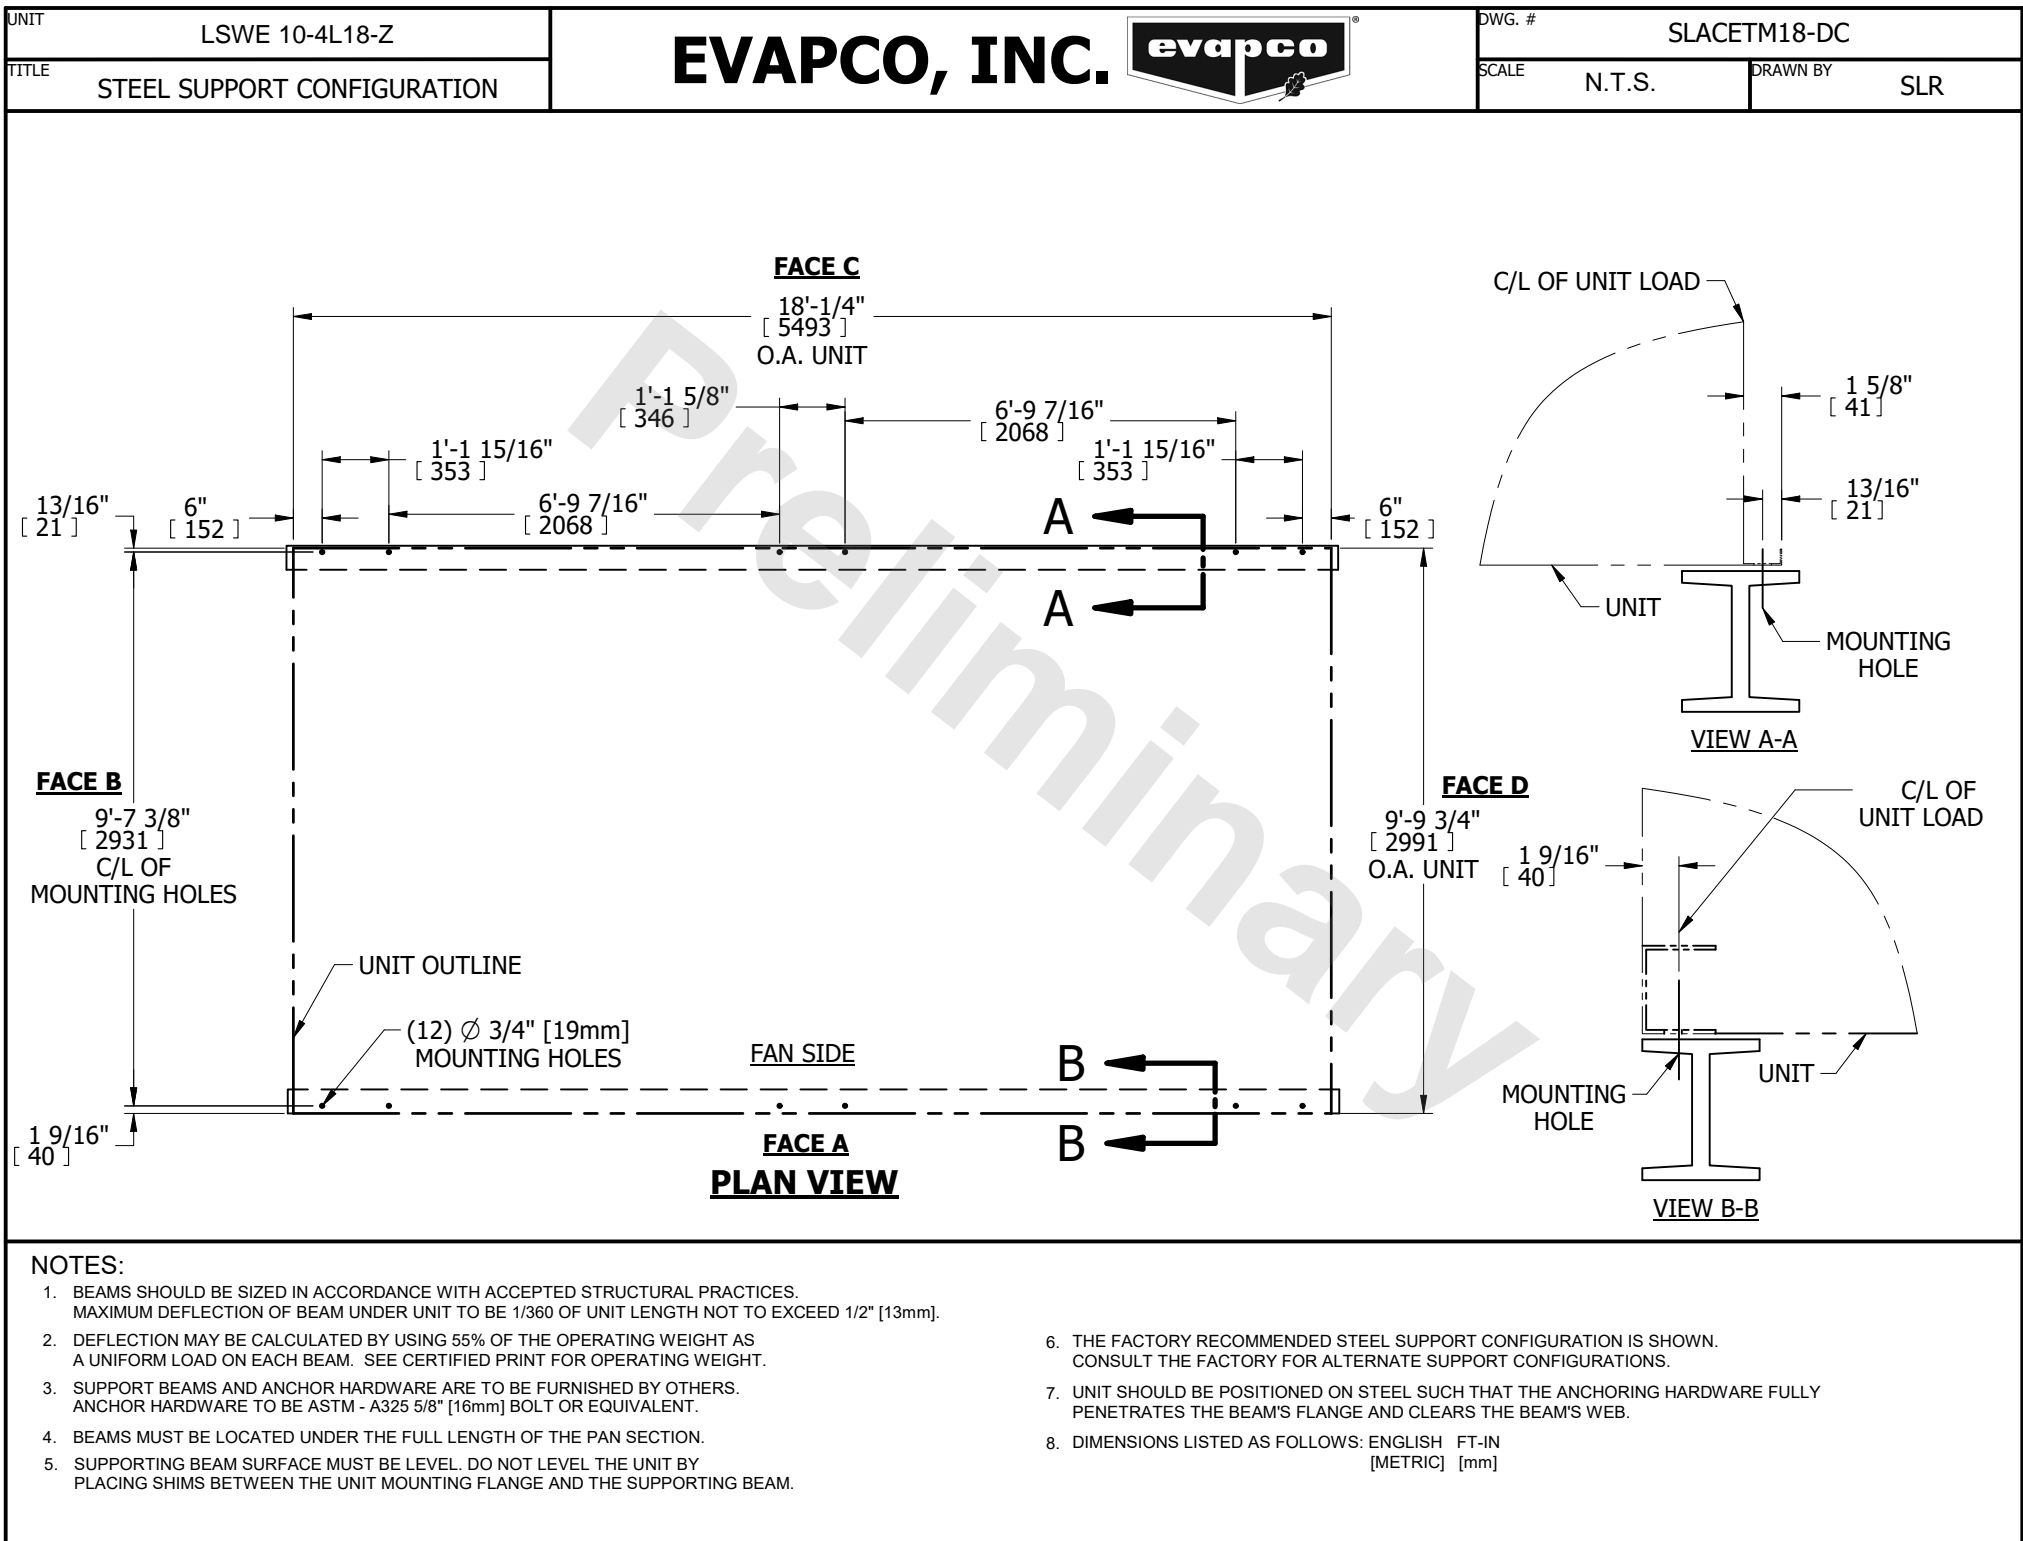 UNIT
LSWE 10-4L18-Z
TITLE
STEEL SUPPORT CONFIGURATION
EVAPCO, INC.
evapco
®
DWG. #
SLACETM18-DC
SCALE
N.T.S.
DRAWN BY
SLR
FACE C
18'-1/4"
[ 5493 ]
O.A. UNIT
1'-1 5/8"
[ 346 ]
6'-9 7/16"
[ 2068 ]
1'-1 15/16"
[ 353 ]
1'-1 15/16"
[ 353 ]
13/16"
[ 21 ]
6"
[ 152 ]
6'-9 7/16"
[ 2068 ]
6"
[ 152 ]
A
A
FACE B
9'-7 3/8"
[ 2931 ]
C/L OF
MOUNTING HOLES
FACE D
9'-9 3/4"
[ 2991 ]
O.A. UNIT
UNIT OUTLINE
(12) Ø 3/4" [19mm]
MOUNTING HOLES
FAN SIDE
B
B
1 9/16"
[ 40 ]
FACE A
PLAN VIEW
Preliminary
C/L OF UNIT LOAD
1 5/8"
[ 41 ]
13/16"
[ 21 ]
UNIT
MOUNTING
HOLE
VIEW A-A
C/L OF
UNIT LOAD
1 9/16"
[ 40 ]
UNIT
MOUNTING
HOLE
VIEW B-B
NOTES:
1. BEAMS SHOULD BE SIZED IN ACCORDANCE WITH ACCEPTED STRUCTURAL PRACTICES.
MAXIMUM DEFLECTION OF BEAM UNDER UNIT TO BE 1/360 OF UNIT LENGTH NOT TO EXCEED 1/2" [13mm].
2. DEFLECTION MAY BE CALCULATED BY USING 55% OF THE OPERATING WEIGHT AS
A UNIFORM LOAD ON EACH BEAM. SEE CERTIFIED PRINT FOR OPERATING WEIGHT.
3. SUPPORT BEAMS AND ANCHOR HARDWARE ARE TO BE FURNISHED BY OTHERS.
ANCHOR HARDWARE TO BE ASTM - A325 5/8" [16mm] BOLT OR EQUIVALENT.
4. BEAMS MUST BE LOCATED UNDER THE FULL LENGTH OF THE PAN SECTION.
5. SUPPORTING BEAM SURFACE MUST BE LEVEL. DO NOT LEVEL THE UNIT BY
PLACING SHIMS BETWEEN THE UNIT MOUNTING FLANGE AND THE SUPPORTING BEAM.
6. THE FACTORY RECOMMENDED STEEL SUPPORT CONFIGURATION IS SHOWN.
CONSULT THE FACTORY FOR ALTERNATE SUPPORT CONFIGURATIONS.
7. UNIT SHOULD BE POSITIONED ON STEEL SUCH THAT THE ANCHORING HARDWARE FULLY
PENETRATES THE BEAM'S FLANGE AND CLEARS THE BEAM'S WEB.
8. DIMENSIONS LISTED AS FOLLOWS: ENGLISH FT-IN
[METRIC] [mm]